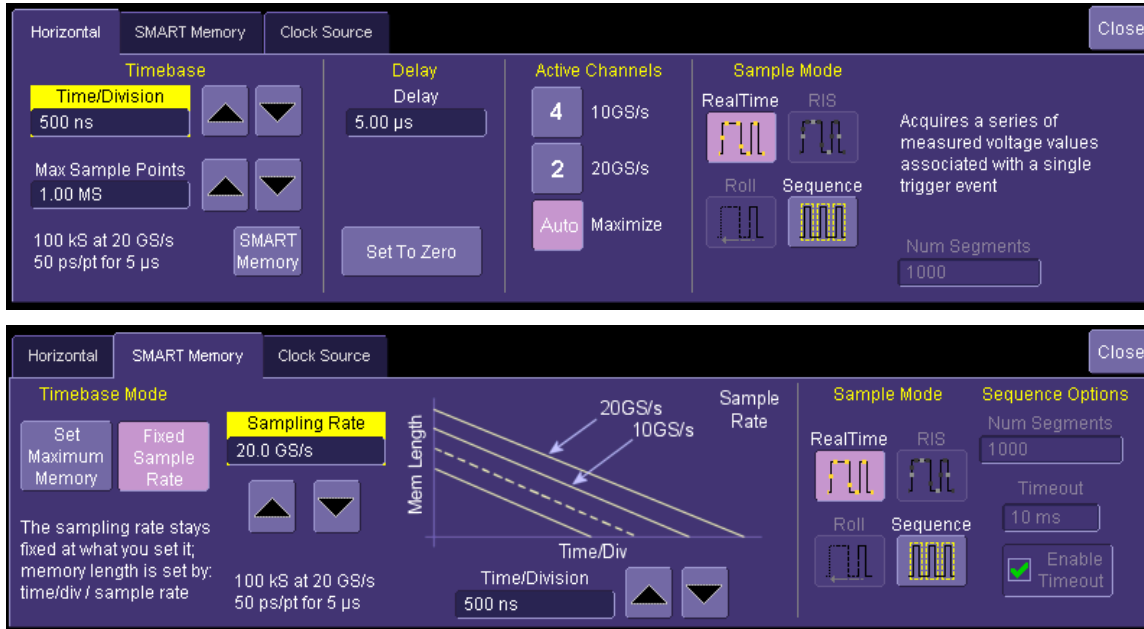 Horizontal
SMART Memory
Clock Source
Close
Timebase
Time/Division
500 ns
Max Sample Points
1.00 MS
100 kS at 20 GS/s
50 ps/pt for 5 µs
SMART
Memory
Delay
Delay
5.00 µs
Set To Zero
Active Channels
4 10GS/s
2 20GS/s
Auto Maximize
Sample Mode
RealTime
RIS
Roll
Sequence
Acquires a series of
measured voltage values
associated with a single
trigger event
Num Segments
1000
Horizontal
SMART Memory
Clock Source
Close
Timebase Mode
Set
Maximum
Memory
Fixed
Sample
Rate
The sampling rate stays
fixed at what you set it;
memory length is set by:
time/div / sample rate
Sampling Rate
20.0 GS/s
100 kS at 20 GS/s
50 ps/pt for 5 µs
Mem Length
20GS/s
10GS/s
Sample
Rate
Time/Div
Time/Division
500 ns
Sample Mode
RealTime
RIS
Roll
Sequence
Sequence Options
Num Segments
1000
Timeout
10 ms
Enable
Timeout